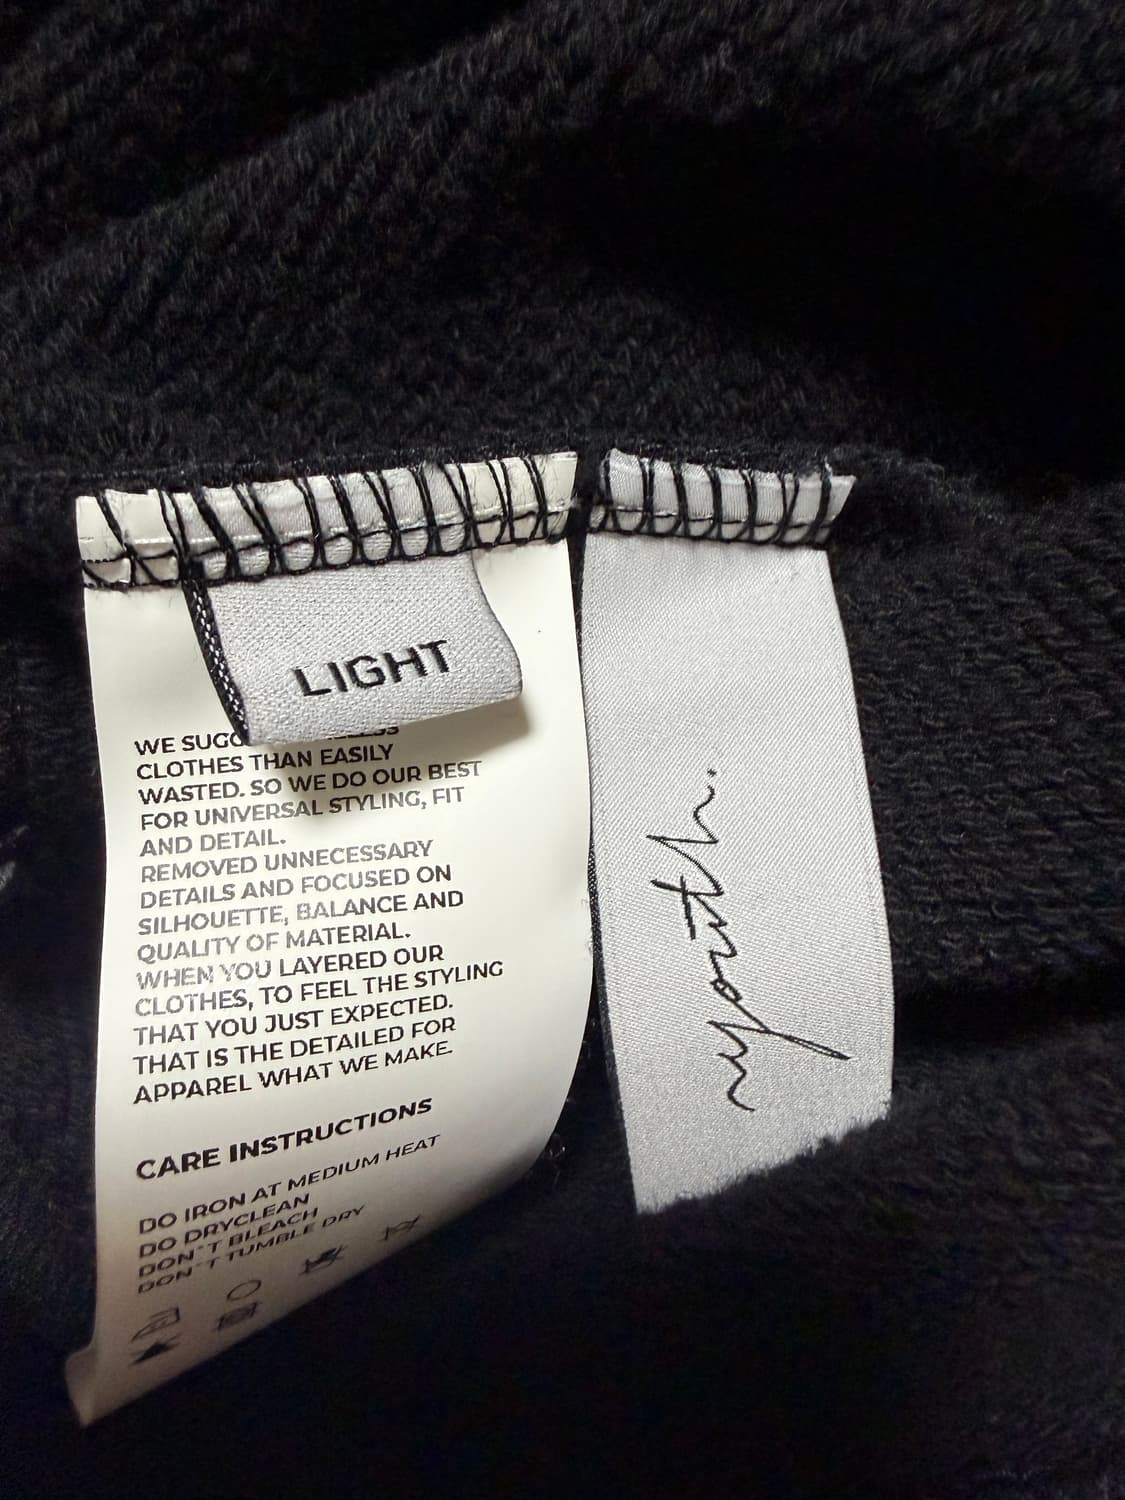 LIGHT
WE SUGG
CLOTHES THAN EASILY
WASTED. SO WE DO OUR BEST
FOR UNIVERSAL STYLING, FIT
AND DETAIL.
REMOVED UNNECESSARY
DETAILS AND FOCUSED ON
SILHOUETTE, BALANCE AND
QUALITY OF MATERIAL.
WHEN YOU LAYERED OUR
CLOTHES, TO FEEL THE STYLING
THAT YOU JUST EXPECTED.
THAT IS THE DETAILED FOR
APPAREL WHAT WE MAKE.
CARE INSTRUCTIONS
DO IRON AT MEDIUM HEAT
DO DRYCLEAN
DON`T BLEACH
DON`T TUMBLE DRY
youth.